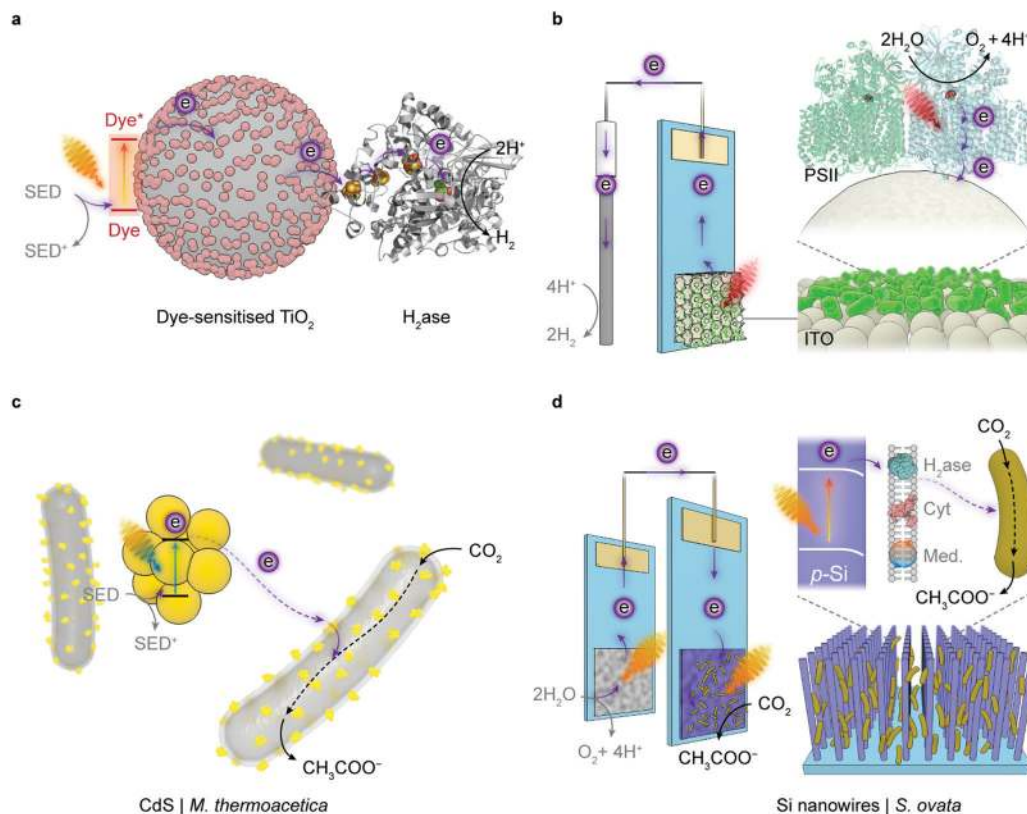 a
Dye*
SED
SED⁺
Dye
e
e
e
2H⁺
H₂
Dye-sensitised TiO₂
H₂ase
b
e
e
e
4H⁺
2H₂
2H₂O
O₂ + 4H⁺
e
e
PSII
ITO
c
e
SED
SED⁺
e
CO₂
CH₃COO⁻
CdS | M. thermoacetica
d
e
e
e
2H₂O
O₂ + 4H⁺
CO₂
CH₃COO⁻
e
p-Si
H₂ase
Cyt
Med.
CO₂
CH₃COO⁻
Si nanowires | S. ovata